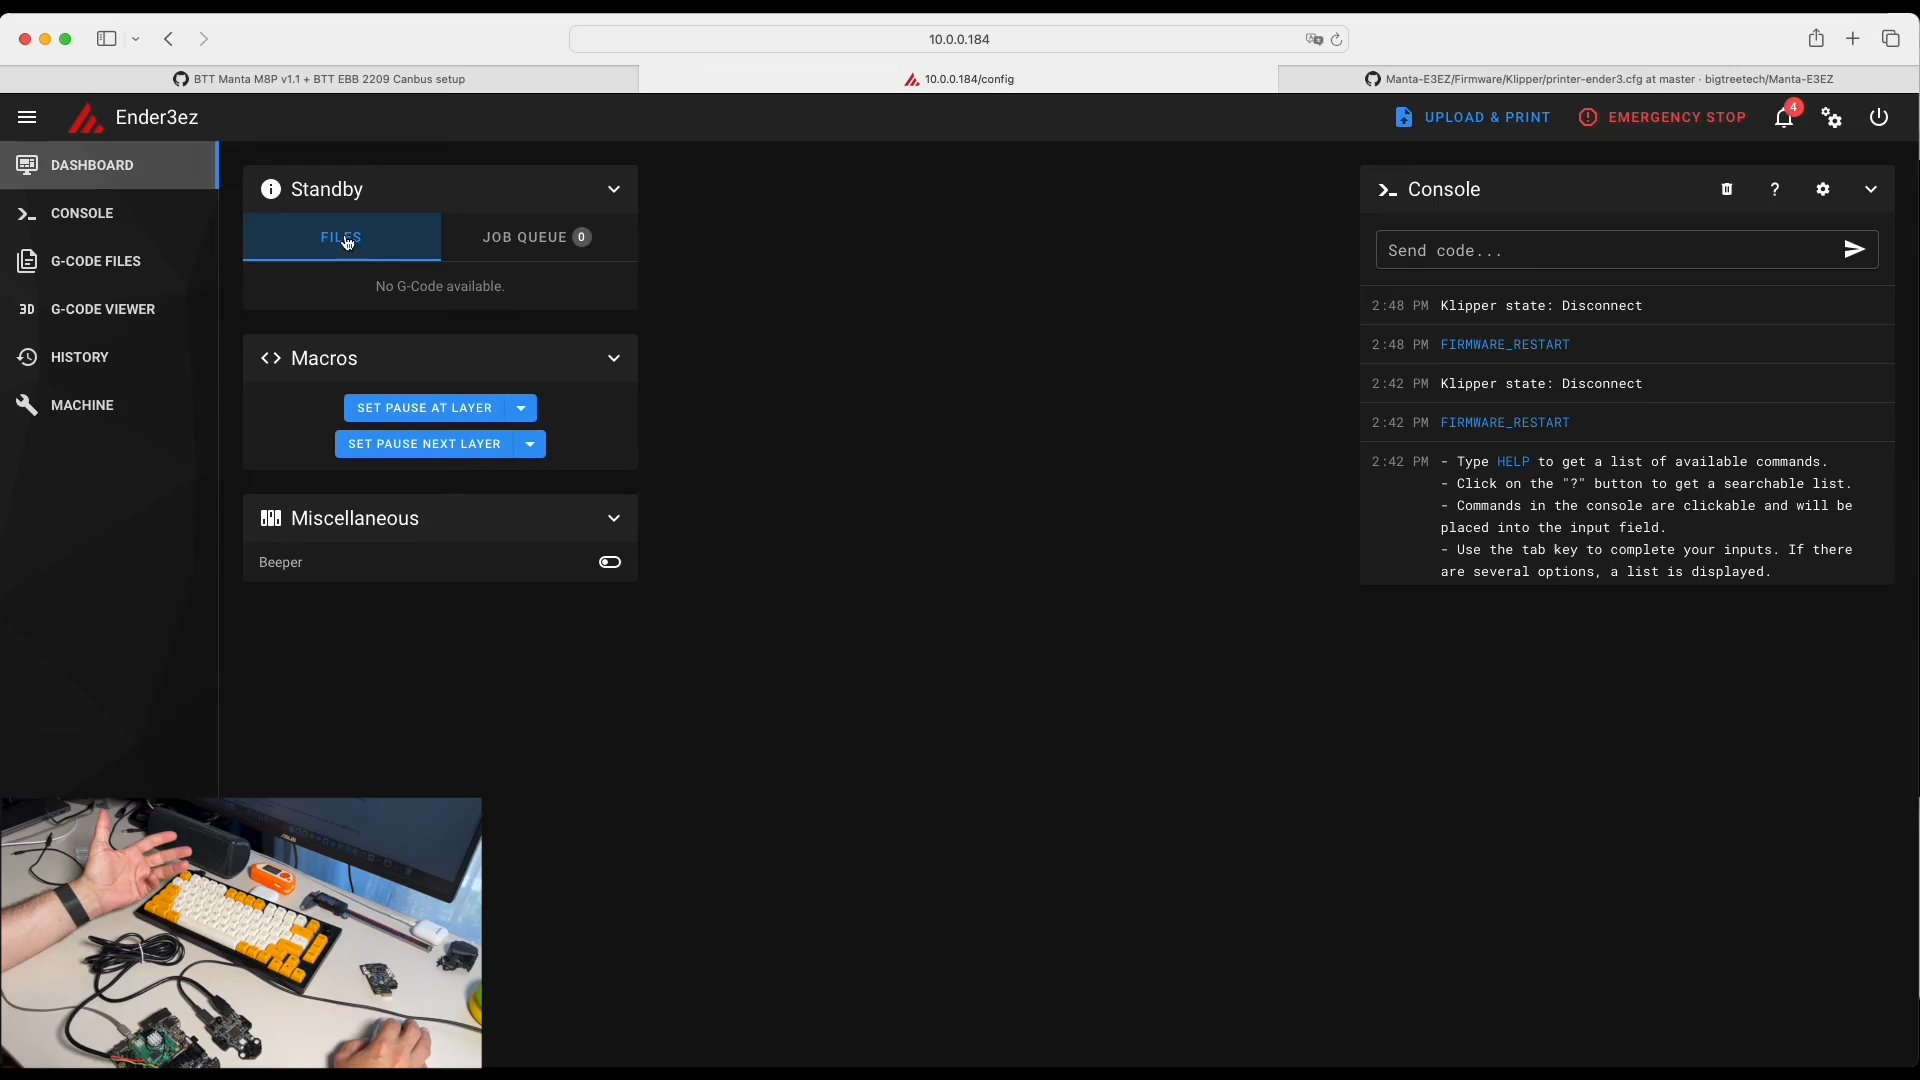 10.0.0.184
BTT Manta M8P v1.1 + BTT EBB 2209 Canbus setup
10.0.0.184/config
Manta-E3EZ/Firmware/Klipper/printer-ender3.cfg at master · bigtreetech/Manta-E3EZ
Ender3ez
UPLOAD & PRINT
EMERGENCY STOP
4
DASHBOARD
CONSOLE
G-CODE FILES
3D G-CODE VIEWER
HISTORY
MACHINE
Standby
FILES
JOB QUEUE 0
No G-Code available.
Macros
SET PAUSE AT LAYER
SET PAUSE NEXT LAYER
Miscellaneous
Beeper
Console
?
Send code...
2:48 PM Klipper state: Disconnect
2:48 PM FIRMWARE_RESTART
2:42 PM Klipper state: Disconnect
2:42 PM FIRMWARE_RESTART
2:42 PM - Type HELP to get a list of available commands.
- Click on the "?" button to get a searchable list.
- Commands in the console are clickable and will be
placed into the input field.
- Use the tab key to complete your inputs. If there
are several options, a list is displayed.
ASUS